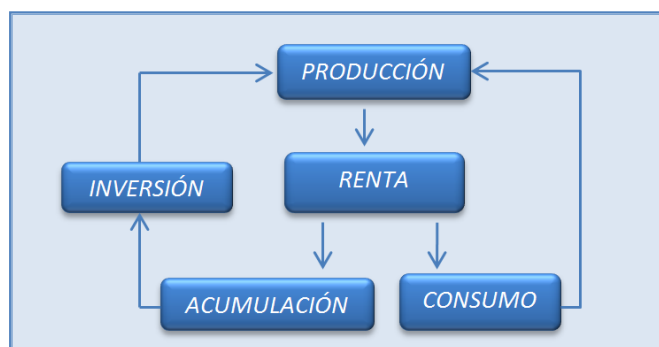 PRODUCCIÓN
INVERSIÓN
RENTA
ACUMULACIÓN
CONSUMO